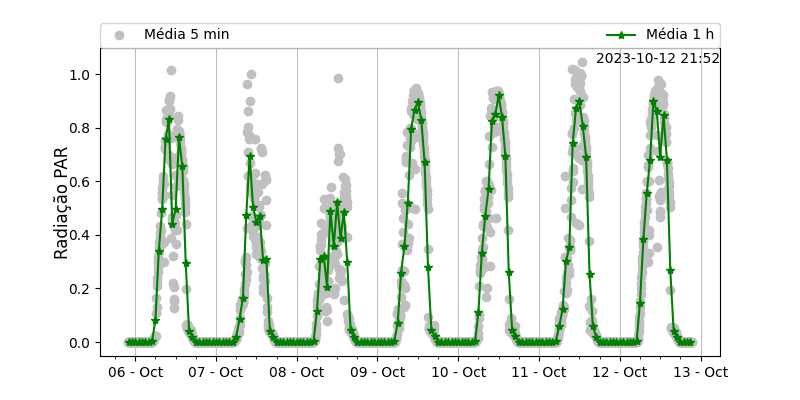 Média 5 min
Média 1 h
2023-10-12 21:52
Radiação PAR
1.0
0.8
0.6
0.4
0.2
0.0
06 - Oct
07 - Oct
08 - Oct
09 - Oct
10 - Oct
11 - Oct
12 - Oct
13 - Oct